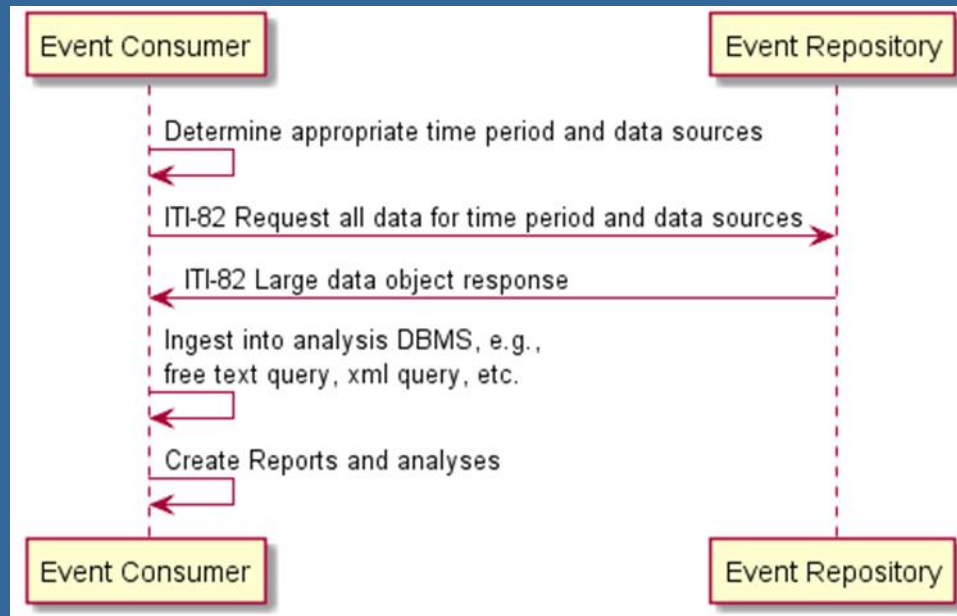 Event Consumer
Event Repository
Determine appropriate time period and data sources
ITI-82 Request all data for time period and data sources
ITI-82 Large data object response
Ingest into analysis DBMS, e.g.,
free text query, xml query, etc.
Create Reports and analyses
Event Consumer
Event Repository